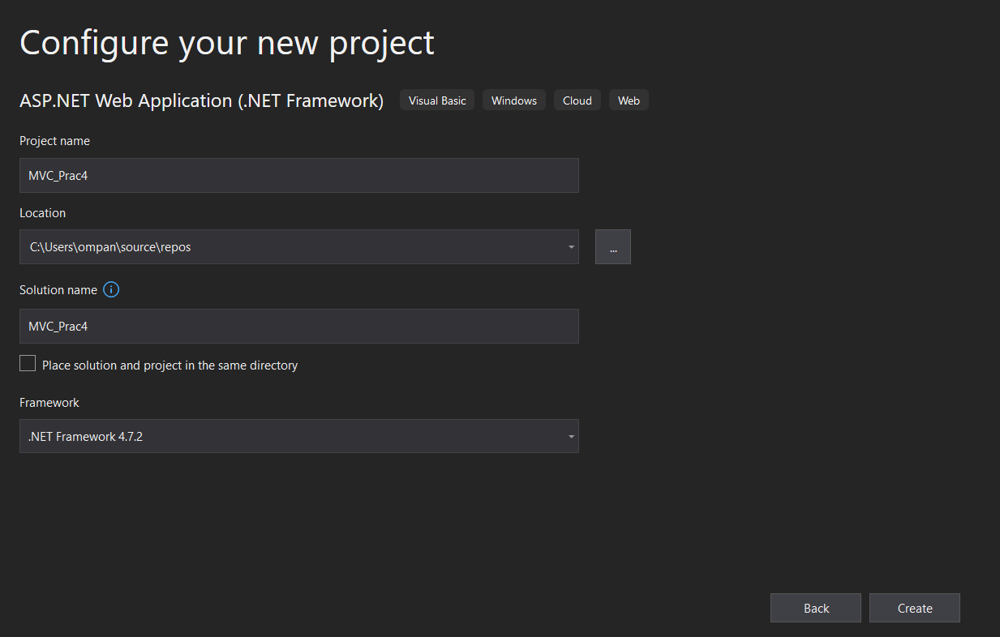 Configure your new project
ASP.NET Web Application (.NET Framework) Visual Basic Windows Cloud Web
Project name
MVC_Prac4
Location
C:\Users\ompan\source\repos
...
Solution name
MVC_Prac4
Place solution and project in the same directory
Framework
.NET Framework 4.7.2
Back Create